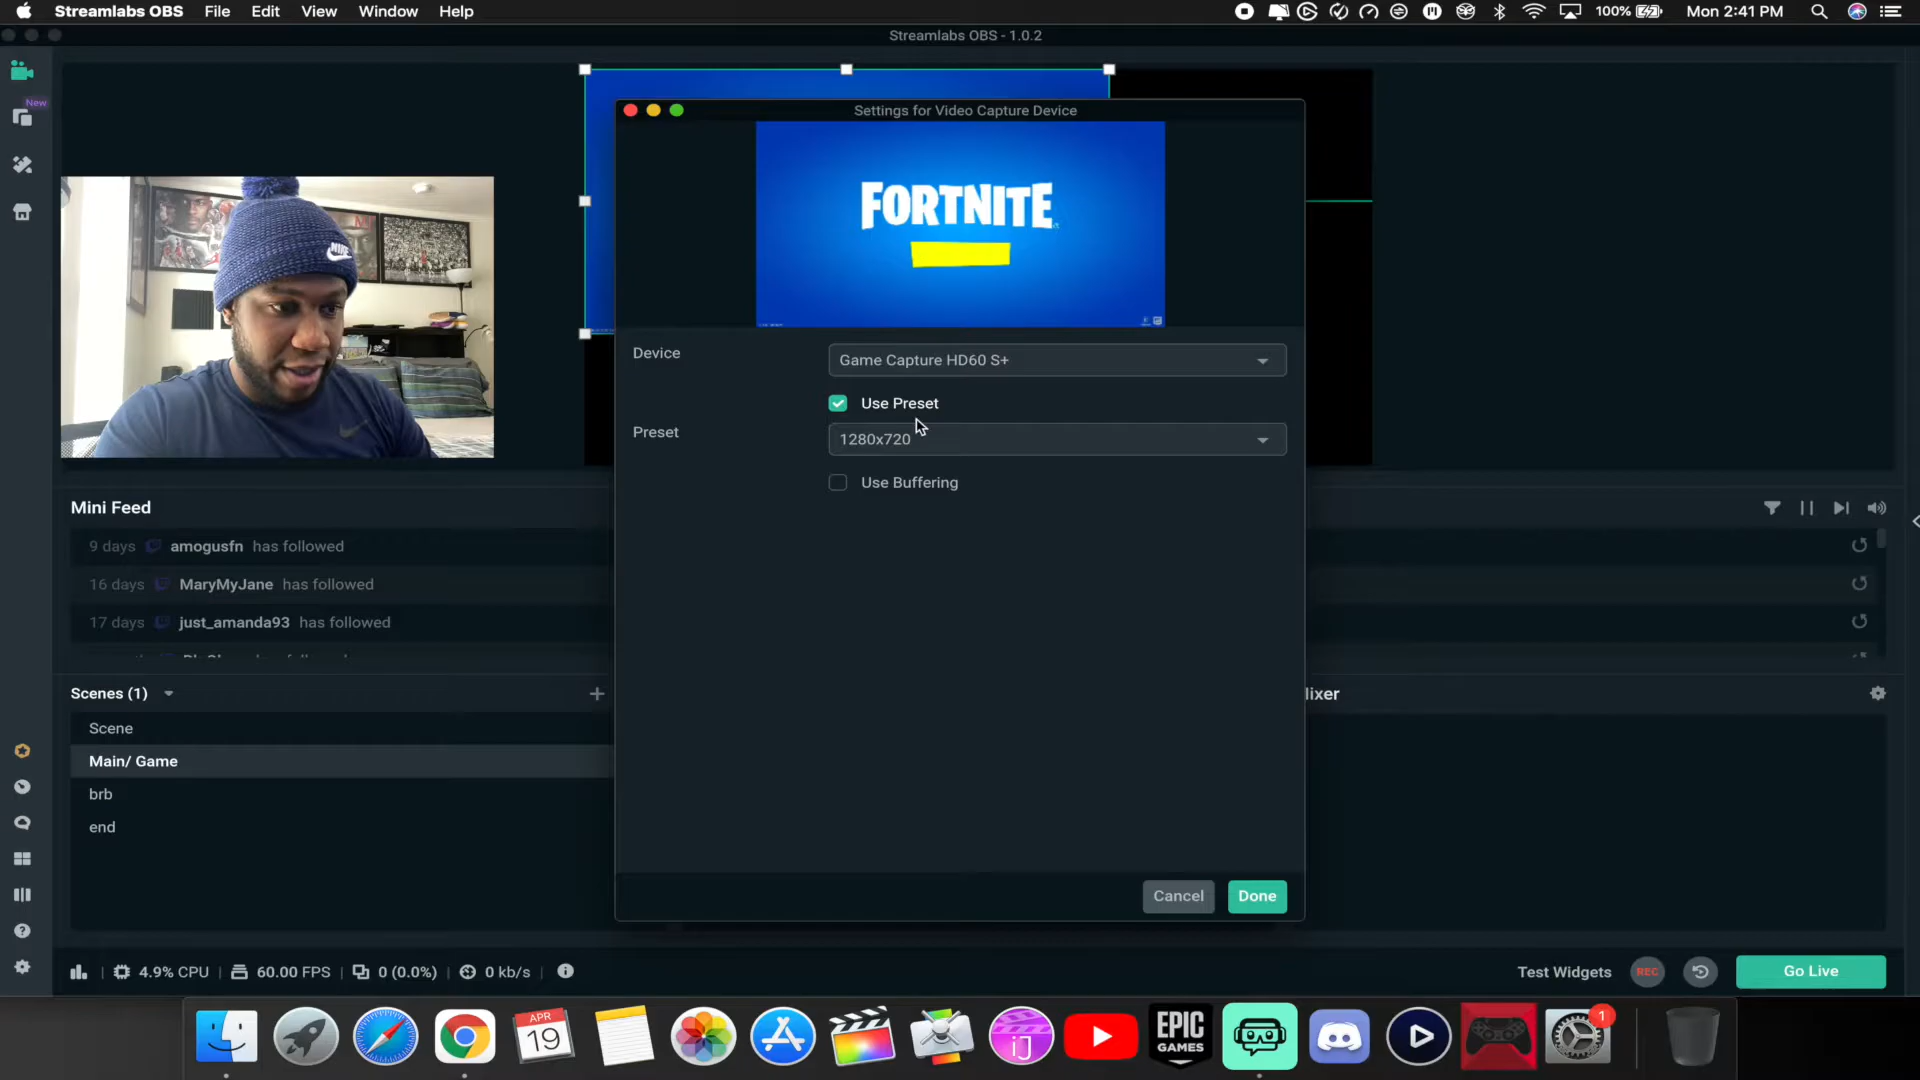 Streamlabs OBS File Edit View Window Help
100% Mon 2:41 PM
Streamlabs OBS - 1.0.2
New
Settings for Video Capture Device
FORTNITE
NIKE
Device
Game Capture HD60 S+
Use Preset
Preset
1280x720
Use Buffering
Mini Feed
9 days amogusfn has followed
16 days MaryMyJane has followed
17 days just_amanda93 has followed
Scenes (1)
Scene
Main/ Game
brb
end
lixer
Cancel
Done
4.9% CPU
60.00 FPS
0 (0.0%)
0 kb/s
Test Widgets
REC
Go Live
APR
19
iJ
EPIC
GAMES
1